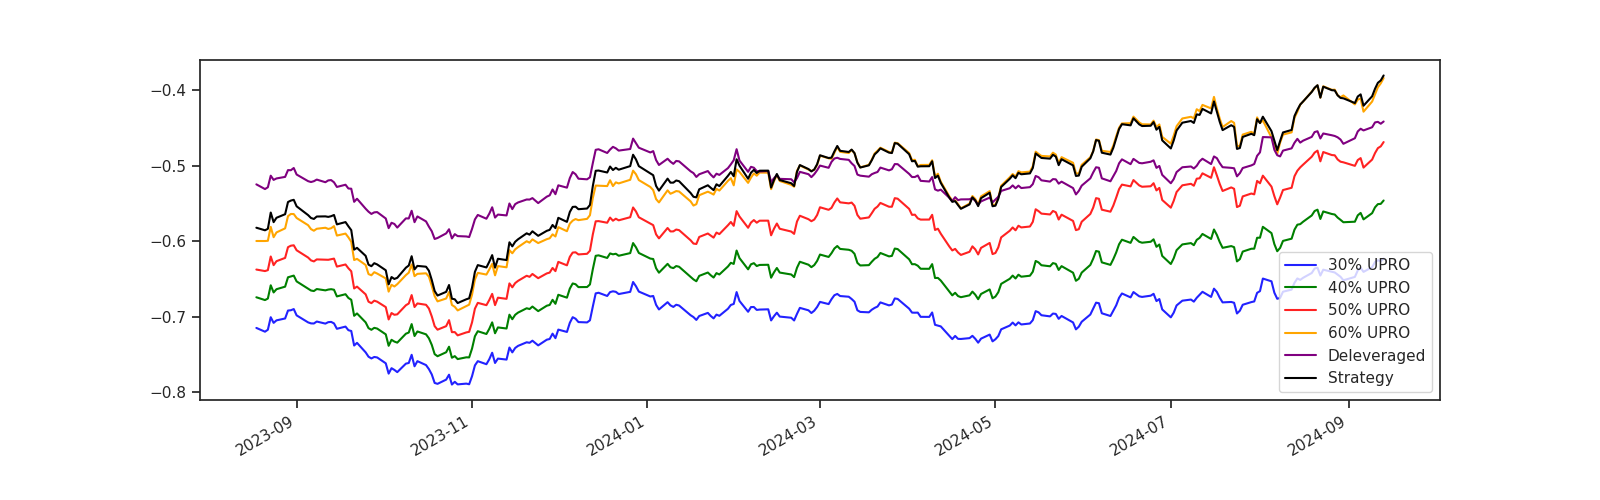 −0.4
−0.5
−0.6
−0.7
−0.8
2023-09
2023-11
2024-01
2024-03
2024-05
2024-07
2024-09
30% UPRO
40% UPRO
50% UPRO
60% UPRO
Deleveraged
Strategy